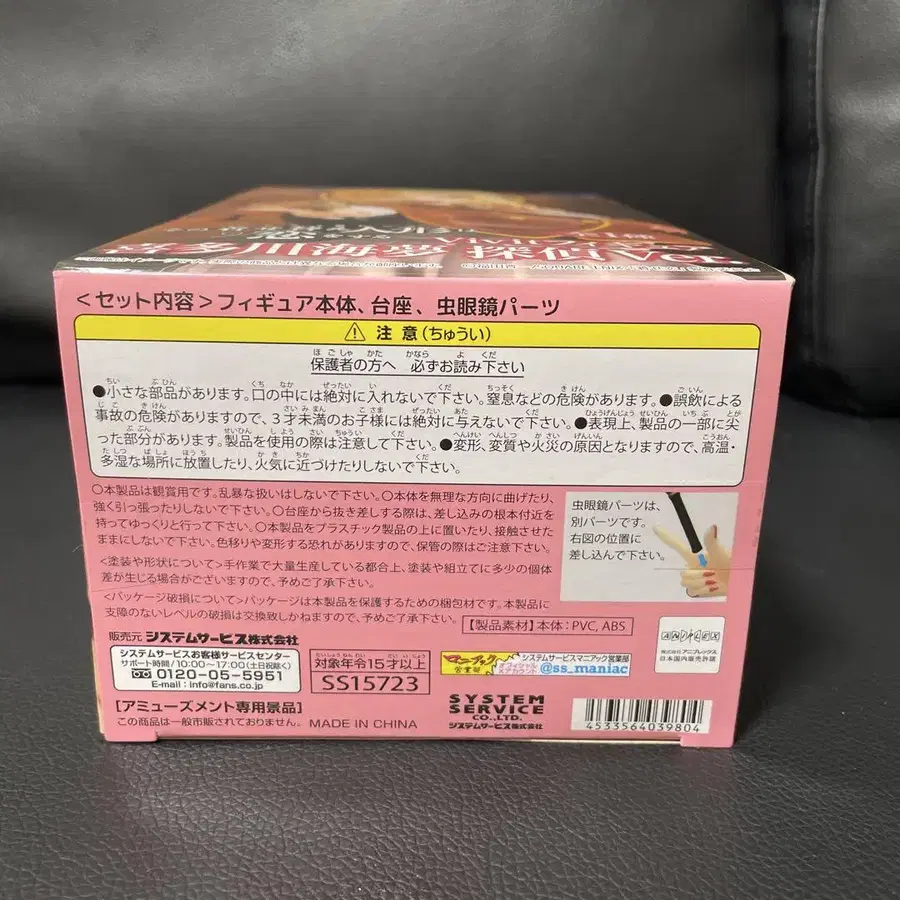 喜多川海夢 探偵Ver.
<セット内容>フィギュア本体、台座、虫眼鏡パーツ
⚠ 注意(ちゅうい)
保護者の方へ 必ずお読み下さい
●小さな部品があります。口の中には絶対に入れないで下さい。窒息などの危険があります。●誤飲による
事故の危険がありますので、3才未満のお子様には絶対に与えないで下さい。●表現上、製品の一部に尖
った部分があります。製品を使用の際は注意して下さい。●変形、変質や火災の原因となりますので、高温・
多湿な場所に放置したり、火気に近づけたりしないで下さい。
○本製品は観賞用です。乱暴な扱いはしないで下さい。○本体を無理な方向に曲げたり、
強く引っ張ったりしないで下さい。○台座から抜き差しする際は、差し込みの根本付近を
持ってゆっくりと行って下さい。○本製品をプラスチック製品の上に置いたり、接触させた
ままにしないで下さい。色移りや変形する恐れがありますので、保管の際はご注意下さい。
<塗装や形状について>手作業で大量生産している都合上、塗装や組立てに多少の個体
差が生じる場合がございますので、予めご了承下さい。
<パッケージ破損について>パッケージは本製品を保護するための梱包材です。本製品に
支障のないレベルの破損は交換致しかねますので、予めご了承下さい。
虫眼鏡パーツは、
別パーツです。
右図の位置に
差し込んで下さい。
【製品素材】本体:PVC, ABS
ANIPLEX
株式会社アニプレックス
日本国内販売許諾
販売元 システムサービス株式会社
システムサービスお客様サービスセンター
サポート時間/10:00～17:00(土日祝除く)
0120-05-5951
E-mail:info@fans.co.jp
対象年令15才以上
SS15723
マニアック
営業部
オフィシャル
アカウント
システムサービスマニアック営業部
@ss_maniac
【アミューズメント専用景品】
この商品は一般市販されておりません。
MADE IN CHINA
SYSTEM
SERVICE
CO.,LTD.
システムサービス株式会社
4533564039804